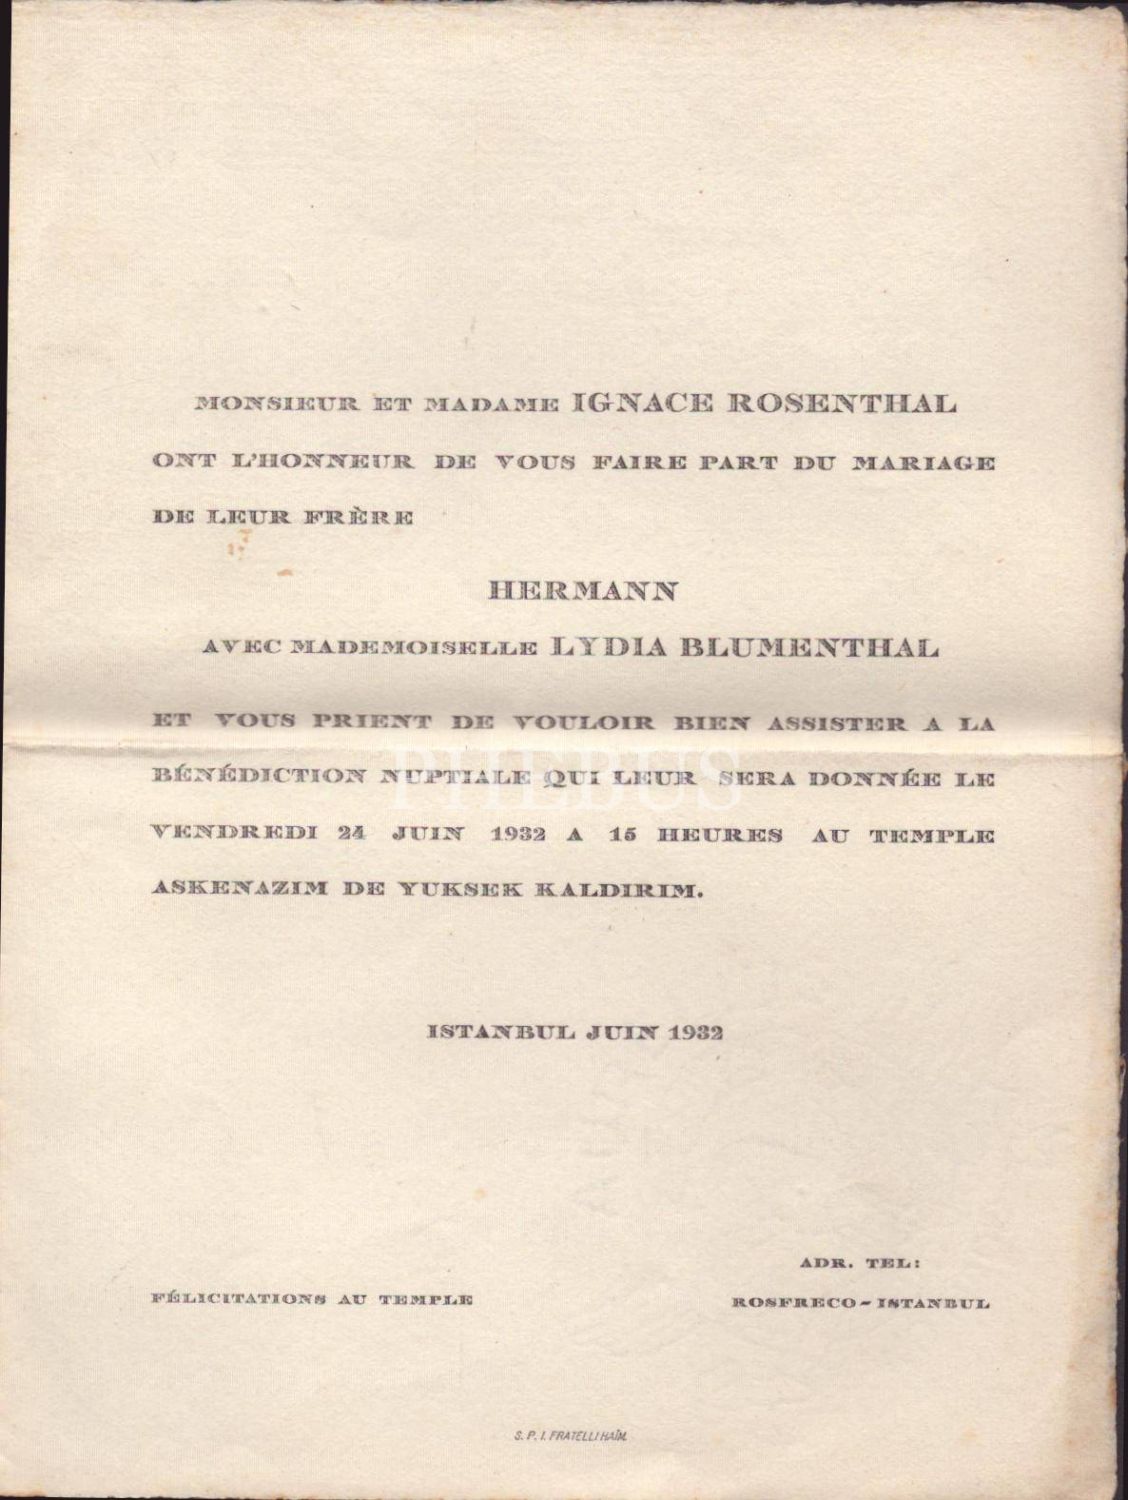 MONSIEUR ET MADAME IGNACE ROSENTHAL
ONT L'HONNEUR DE VOUS FAIRE PART DU MARIAGE
DE LEUR FRÈRE
HERMANN
AVEC MADEMOISELLE LYDIA BLUMENTHAL
ET VOUS PRIENT DE VOULOIR BIEN ASSISTER A LA
PHEBUS
BÉNÉDICTION NUPTIALE QUI LEUR SERA DONNÉE LE
VENDREDI 24 JUIN 1932 A 15 HEURES AU TEMPLE
ASKENAZIM DE YUKSEK KALDIRIM.
ISTANBUL JUIN 1932
ADR. TEL:
FÉLICITATIONS AU TEMPLE
ROSFRECO-ISTANBUL
S. P. I. FRATELLI HAÏM.